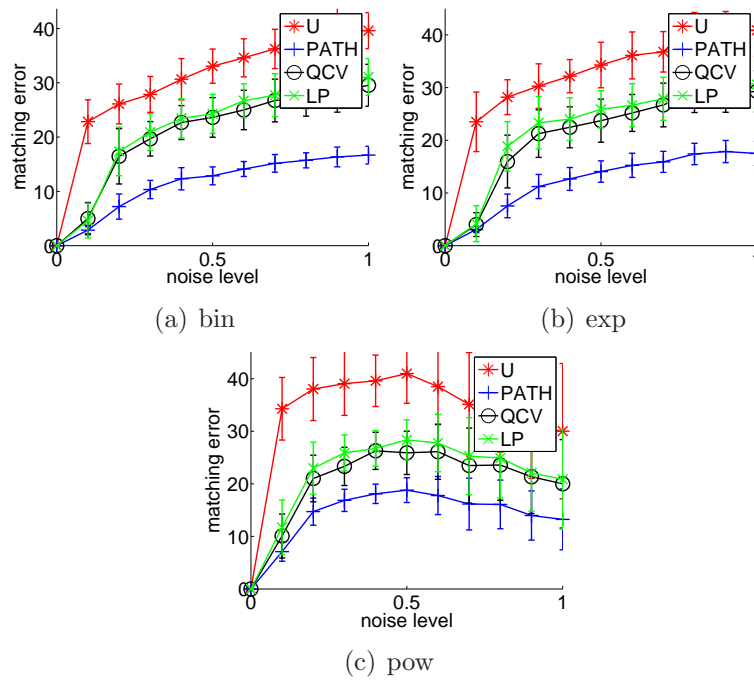 40
30
20
10
0
matching error
0
0.5
1
noise level
U
PATH
QCV
LP
(a) bin
40
30
20
10
0
matching error
0
0.5
1
noise level
U
PATH
QCV
LP
(b) exp
40
30
20
10
0
matching error
0
0.5
1
noise level
U
PATH
QCV
LP
(c) pow